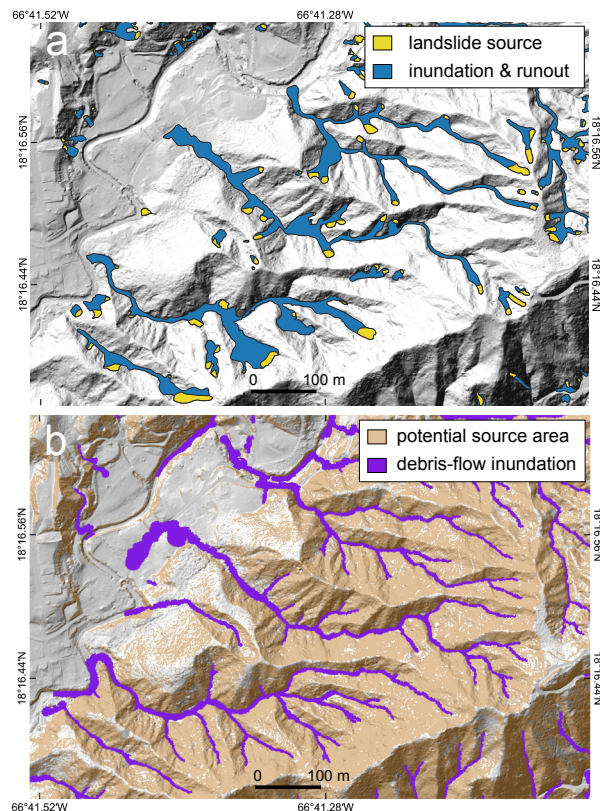 66°41.52'W 66°41.28'W
a
landslide source
inundation & runout
18°16.56'N 18°16.56'N
18°16.44'N 18°16.44'N
0 100 m
b
potential source area
debris-flow inundation
18°16.56'N 18°16.56'N
18°16.44'N 18°16.44'N
0 100 m
66°41.52'W 66°41.28'W